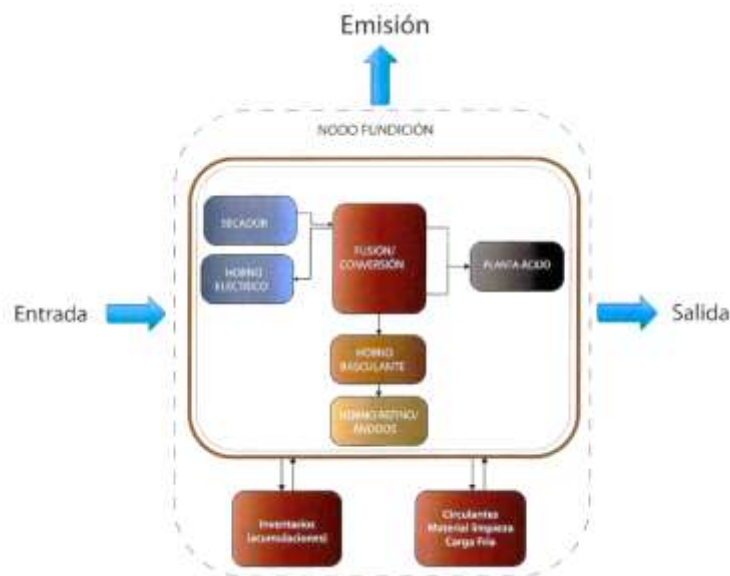 Emisión
NODO FUNDICIÓN
SECADOR
FUSIÓN/
CONVERSIÓN
HORNO
ELÉCTRICO
PLANTA ÁCIDO
Entrada
Salida
HORNO
BASCULANTE
HORNO REFINO/
ÁNODOS
Inventarios
(acumulaciones)
Circulantes
Material limpieza
Carga Fría